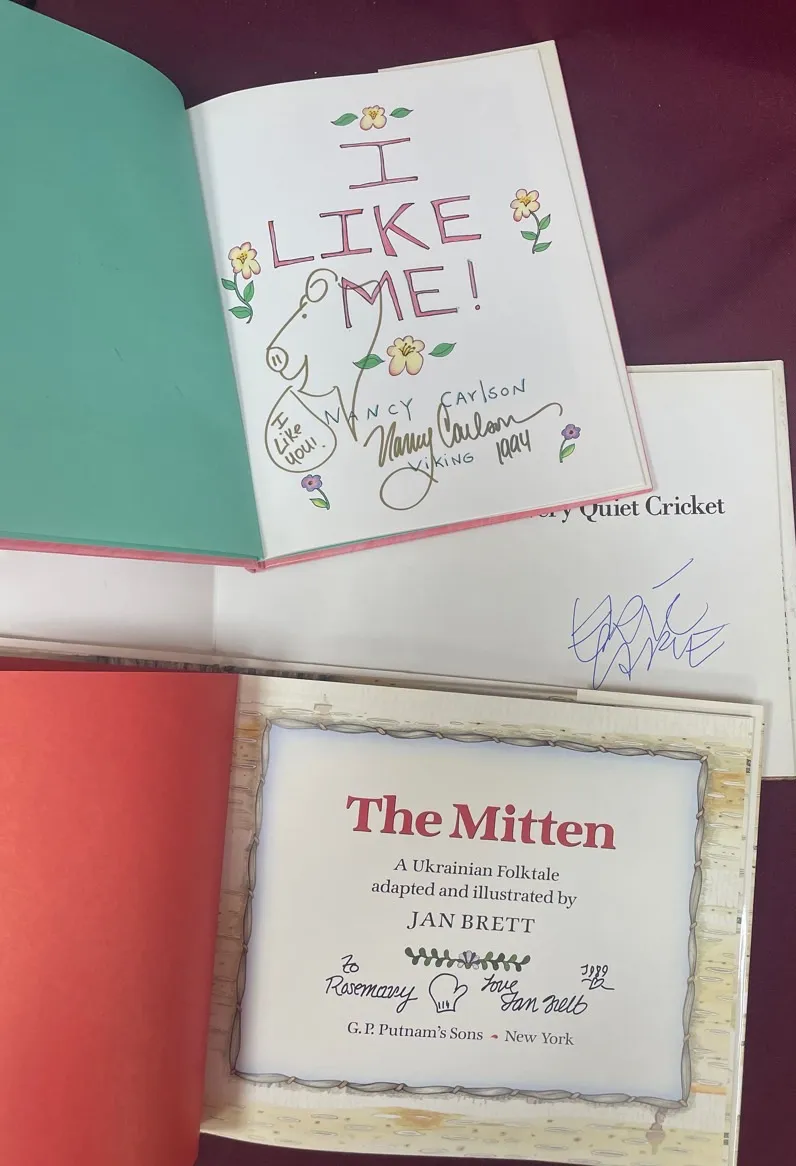 I
LIKE
ME!
I
Like
you!
NANCY CARLSON
Nancy Carlson
1994
VIKING
Quiet Cricket
The Mitten
A Ukrainian Folktale
adapted and illustrated by
JAN BRETT
To
Rosemary
Love
Jan Brett
1989
G. P. Putnam's Sons New York